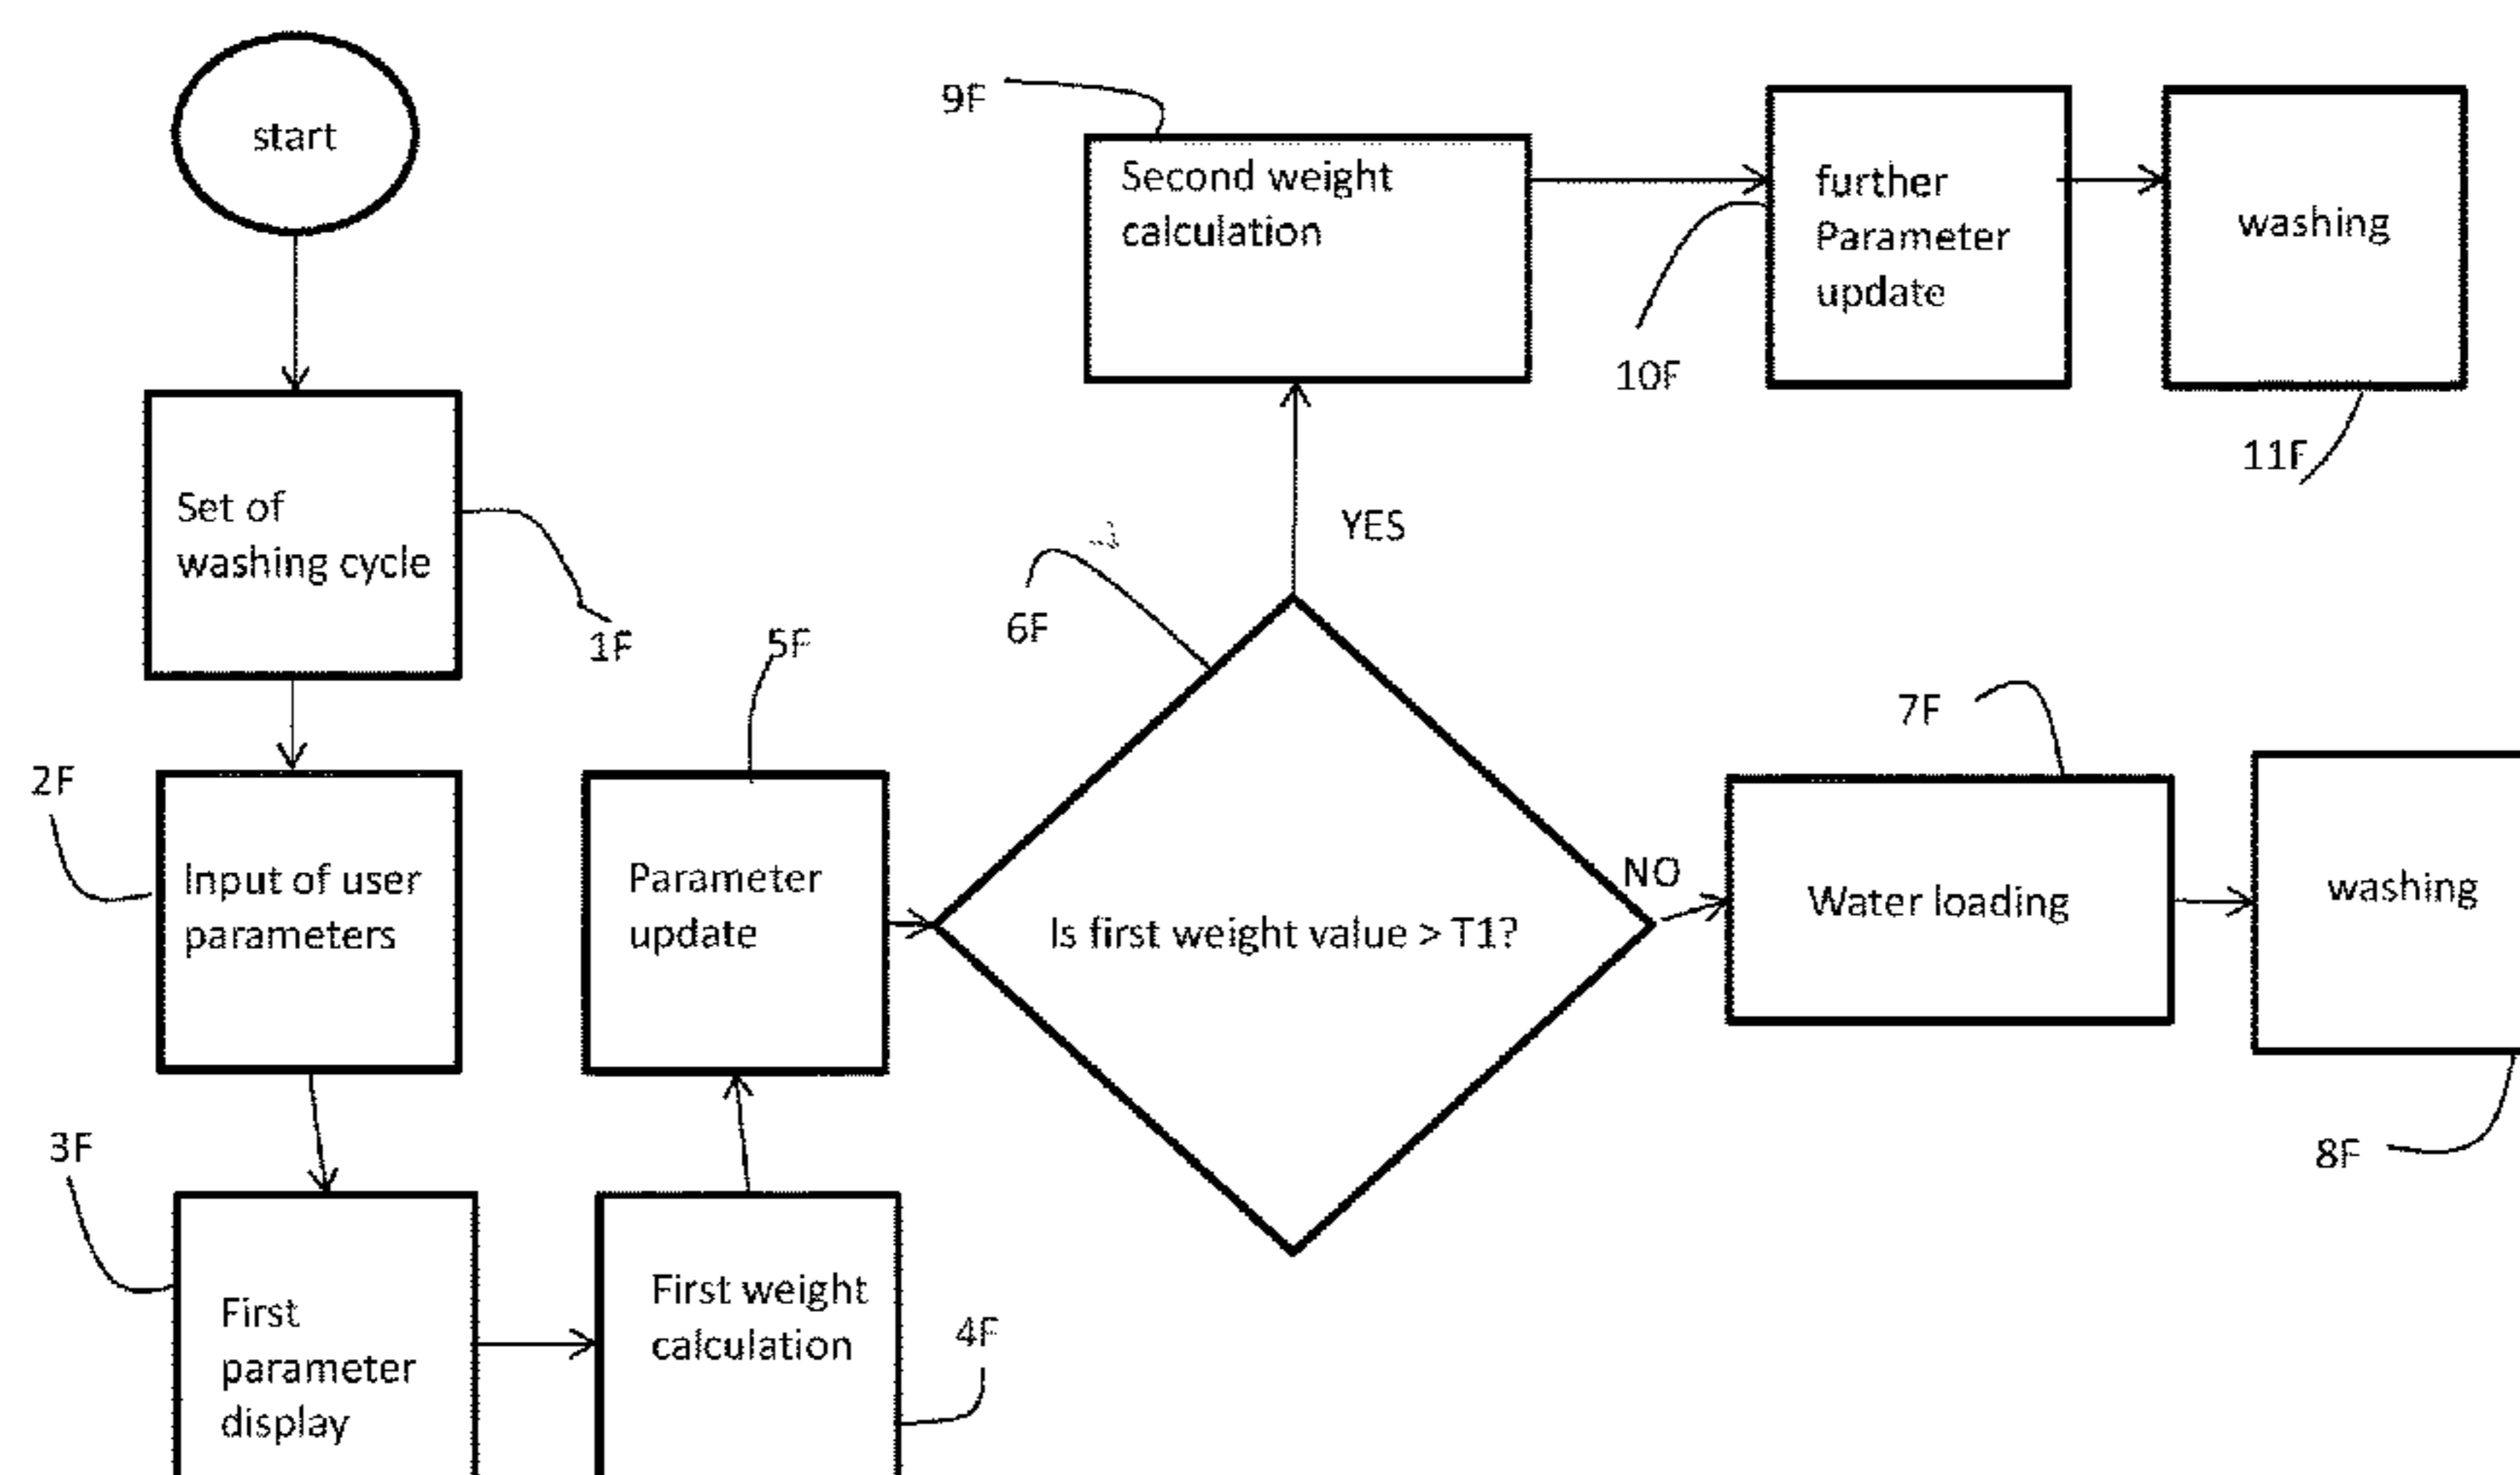 start
Set of
washing cycle
1F
2F
Input of user
parameters
3F
First
parameter
display
First weight
calculation
4F
5F
Parameter
update
6F
Is first weight value > T1?
YES
NO
7F
Water loading
washing
8F
9F
Second weight
calculation
10F
further
Parameter
update
washing
11F